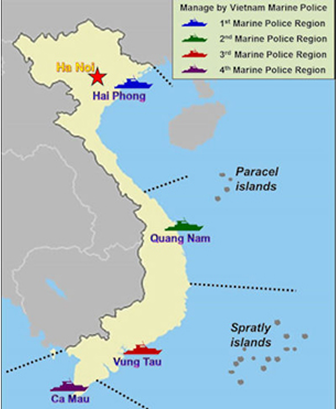 Manage by Vietnam Marine Police
1st Marine Police Region
2nd Marine Police Region
3rd Marine Police Region
4th Marine Police Region
Ha Noi
Hai Phong
Paracel
islands
Quang Nam
Spratly
islands
Vung Tau
Ca Mau